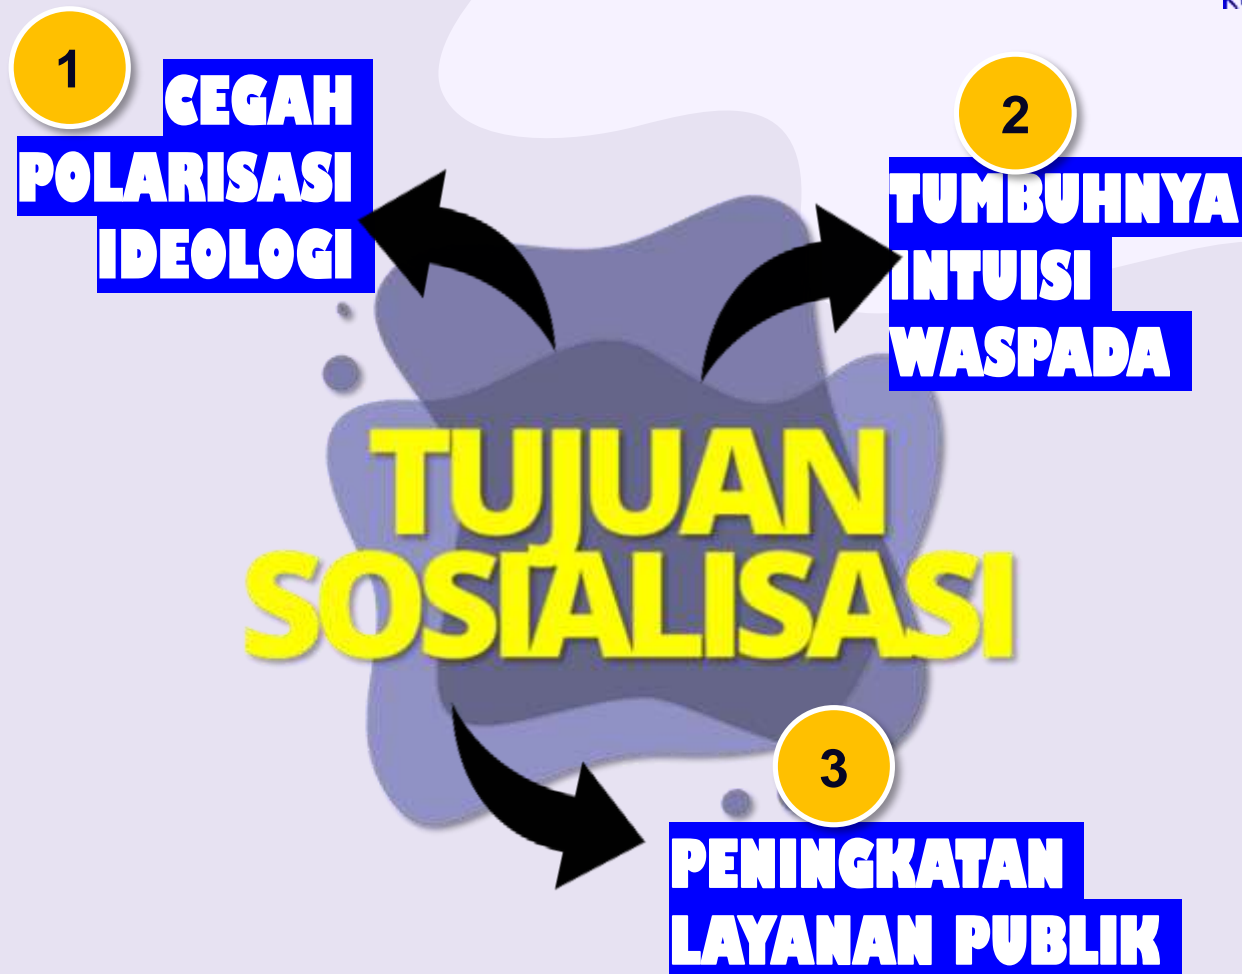 1
CEGAH
POLARISASI
IDEOLOGI
2
TUMBUHNYA
INTUISI
WASPADA
TUJUAN
SOSIALISASI
3
PENINGKATAN
LAYANAN PUBLIK